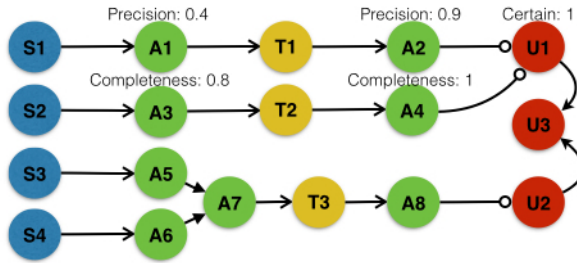 Precision: 0.4 Precision: 0.9 Certain: 1
S1 A1 T1 A2 U1
Completeness: 0.8 Completeness: 1
S2 A3 T2 A4 U3
S3 A5
A7 T3 A8 U2
S4 A6